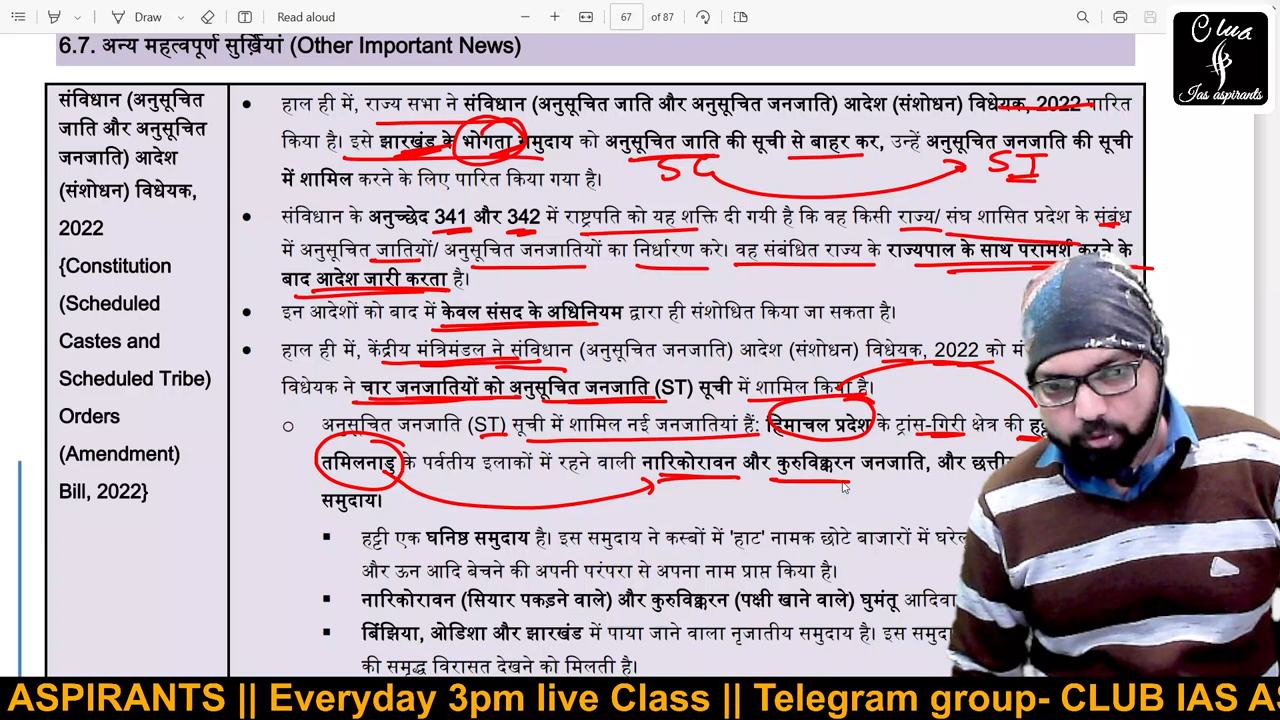 Draw
Read aloud
67 of 87
Clua
Ias aspirants
6.7. अन्य महत्वपूर्ण सुर्ख़ियां (Other Important News)
संविधान (अनुसूचित
जाति और अनुसूचित
जनजाति) आदेश
(संशोधन) विधेयक,
2022
{Constitution
(Scheduled
Castes and
Scheduled Tribe)
Orders
(Amendment)
Bill, 2022}
हाल ही में, राज्य सभा ने संविधान (अनुसूचित जाति और अनुसूचित जनजाति) आदेश (संशोधन) विधेयक, 2022 पारित
किया है। इसे झारखंड के भोगता समुदाय को अनुसूचित जाति की सूची से बाहर कर, उन्हें अनुसूचित जनजाति की सूची
में शामिल करने के लिए पारित किया गया है।
SC
ST
संविधान के अनुच्छेद 341 और 342 में राष्ट्रपति को यह शक्ति दी गयी है कि वह किसी राज्य/ संघ शासित प्रदेश के संबंध
में अनुसूचित जातियों/ अनुसूचित जनजातियों का निर्धारण करे। वह संबंधित राज्य के राज्यपाल के साथ परामर्श करने के
बाद आदेश जारी करता है।
इन आदेशों को बाद में केवल संसद के अधिनियम द्वारा ही संशोधित किया जा सकता है।
हाल ही में, केंद्रीय मंत्रिमंडल ने संविधान (अनुसूचित जनजाति) आदेश (संशोधन) विधेयक, 2022 को
विधेयक ने चार जनजातियों को अनुसूचित जनजाति (ST) सूची में शामिल किया है।
अनुसूचित जनजाति (ST) सूची में शामिल नई जनजातियां हैं: हिमाचल प्रदेश के ट्रांस-गिरी क्षेत्र की
तमिलनाडु के पर्वतीय इलाकों में रहने वाली नारिकोरावन और कुरुविक्करन जनजाति, और
समुदाय।
हट्टी एक घनिष्ठ समुदाय है। इस समुदाय ने कस्बों में 'हाट' नामक छोटे बाजारों में
और ऊन आदि बेचने की अपनी परंपरा से अपना नाम प्राप्त किया है।
नारिकोरावन (सियार पकड़ने वाले) और कुरुविक्करन (पक्षी खाने वाले) घुमंतू
बिंझिया, ओडिशा और झारखंड में पाया जाने वाला नृजातीय समुदाय है। इस
की समृद्ध विरासत देखने को मिलती है।
ASPIRANTS || Everyday 3pm live Class || Telegram group- CLUB IAS